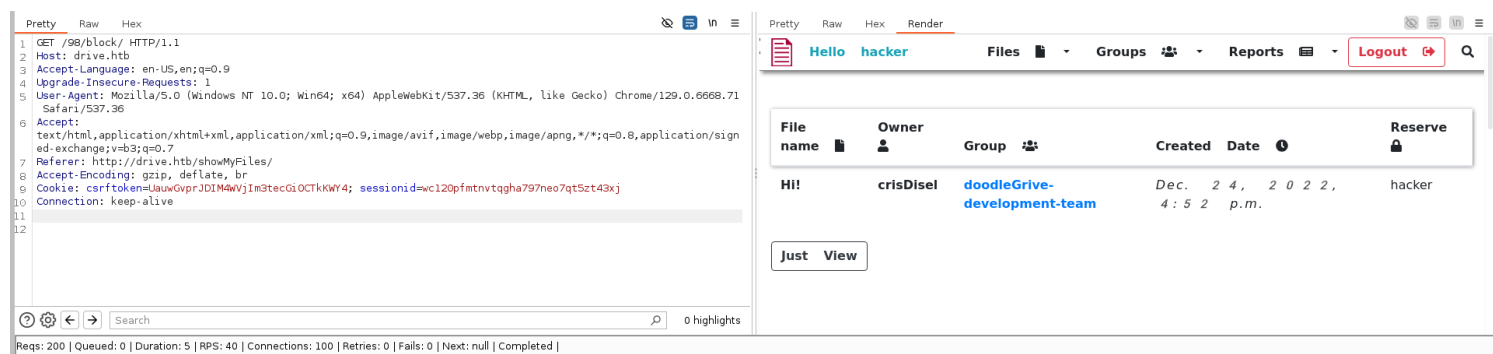 Pretty Raw Hex \n
1 GET /98/block/ HTTP/1.1
2 Host: drive.htb
3 Accept-Language: en-US,en;q=0.9
4 Upgrade-Insecure-Requests: 1
5 User-Agent: Mozilla/5.0 (Windows NT 10.0; Win64; x64) AppleWebKit/537.36 (KHTML, like Gecko) Chrome/129.0.6668.71
Safari/537.36
6 Accept:
text/html,application/xhtml+xml,application/xml;q=0.9,image/avif,image/webp,image/apng,*/*;q=0.8,application/sign
ed-exchange;v=b3;q=0.7
7 Referer: http://drive.htb/showMyFiles/
8 Accept-Encoding: gzip, deflate, br
9 Cookie: csrftoken=UauwGvprJDIM4WVjIm3tecGiOCTkKWY4; sessionid=wc120pfmtnvtqgha797neo7qt5zt43xj
10 Connection: keep-alive
11
12
Search 0 highlights
Pretty Raw Hex Render \n
Hello hacker Files Groups Reports Logout
File name Owner Group Created Date Reserve
Hi! crisDisel doodleGrive-development-team Dec. 24, 2022, 4:52 p.m. hacker
Just View
Reqs: 200 | Queued: 0 | Duration: 5 | RPS: 40 | Connections: 100 | Retries: 0 | Fails: 0 | Next: null | Completed |